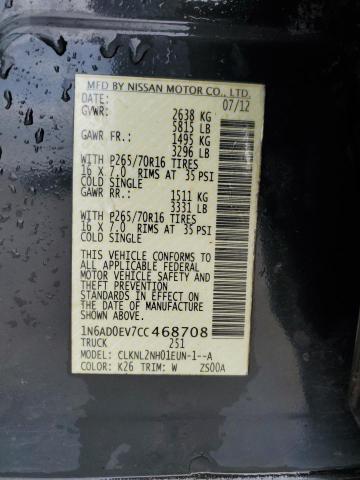 MFD BY NISSAN MOTOR CO., LTD.
DATE: 07/12
GVWR: 2638 KG
5815 LB
GAWR FR.: 1495 KG
3296 LB
WITH P265/70R16 TIRES
16 X 7.0 RIMS AT 35 PSI
COLD SINGLE
GAWR RR.: 1511 KG
3331 LB
WITH P265/70R16 TIRES
16 X 7.0 RIMS AT 35 PSI
COLD SINGLE
THIS VEHICLE CONFORMS TO
ALL APPLICABLE FEDERAL
MOTOR VEHICLE SAFETY
AND THEFT PREVENTION
STANDARDS IN EFFECT ON
THE DATE OF MANUFACTURE
SHOWN ABOVE.
1N6AD0EV7CC468708
TRUCK 251
MODEL: CLKNL2NH01EUN-1--A
COLOR: K26 TRIM: W ZS00A